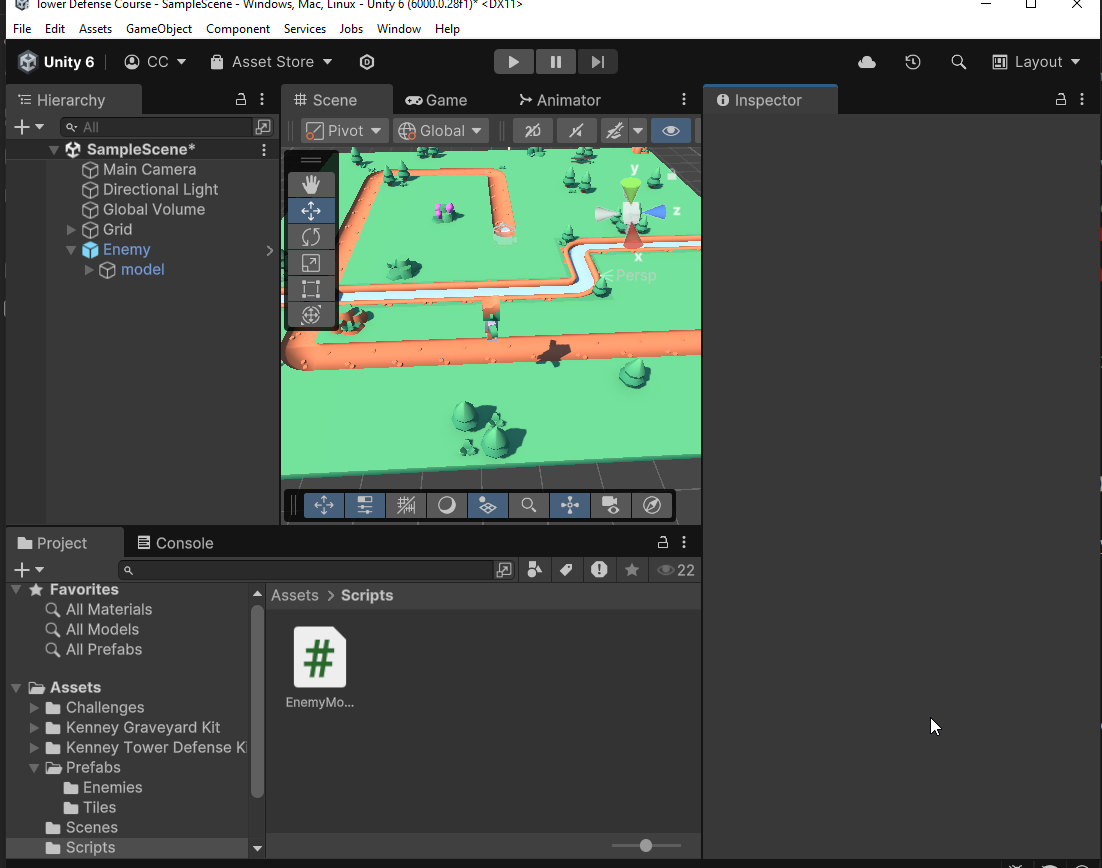 Tower Defense Course - SampleScene - Windows, Mac, Linux - Unity 6 (6000.0.28f1)* <DX11>
File Edit Assets GameObject Component Services Jobs Window Help
Unity 6 CC Asset Store Layout
Hierarchy
All
SampleScene*
Main Camera
Directional Light
Global Volume
Grid
Enemy
model
Scene Game Animator
Pivot Global 2D
y
z
x
Persp
Inspector
Project Console
22
Favorites
All Materials
All Models
All Prefabs
Assets
Challenges
Kenney Graveyard Kit
Kenney Tower Defense Ki
Prefabs
Enemies
Tiles
Scenes
Scripts
Assets > Scripts
#
EnemyMo...